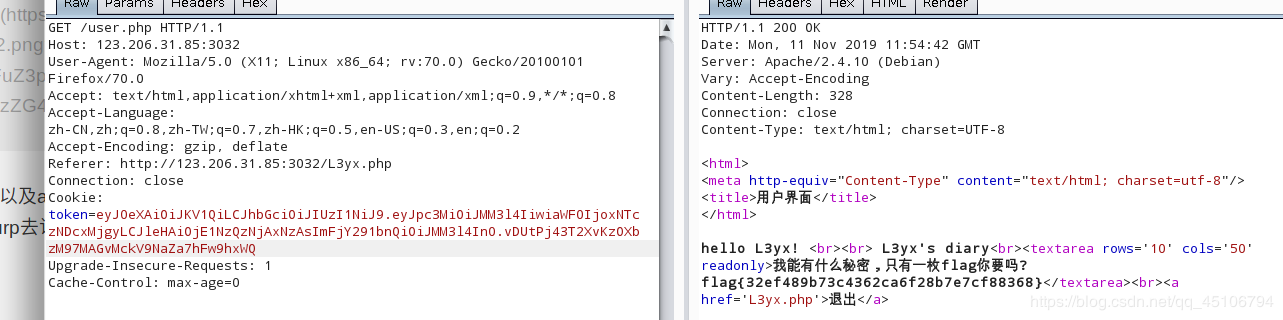 (https
2.png
FuZ3p
zZG4
以及a
urp去
Raw Params Headers Hex
GET /user.php HTTP/1.1
Host: 123.206.31.85:3032
User-Agent: Mozilla/5.0 (X11; Linux x86_64; rv:70.0) Gecko/20100101
Firefox/70.0
Accept: text/html,application/xhtml+xml,application/xml;q=0.9,*/*;q=0.8
Accept-Language:
zh-CN,zh;q=0.8,zh-TW;q=0.7,zh-HK;q=0.5,en-US;q=0.3,en;q=0.2
Accept-Encoding: gzip, deflate
Referer: http://123.206.31.85:3032/L3yx.php
Connection: close
Cookie:
token=eyJ0eXAiOiJKV1QiLCJhbGciOiJIUzI1NiJ9.eyJpc3MiOiJMM3l4IiwiaWF0IjoxNTc
zNDcxMjgyLCJleHAiOjE1NzQzNjAxNzAsImFjY291bnQiOiJMM3l4In0.vDUtPj43T2XvKzOXb
zM97MAGvMckV9NaZa7hFw9hxWQ
Upgrade-Insecure-Requests: 1
Cache-Control: max-age=0
Raw Headers Hex HTML Render
HTTP/1.1 200 OK
Date: Mon, 11 Nov 2019 11:54:42 GMT
Server: Apache/2.4.10 (Debian)
Vary: Accept-Encoding
Content-Length: 328
Connection: close
Content-Type: text/html; charset=UTF-8
<html>
<meta http-equiv="Content-Type" content="text/html; charset=utf-8"/>
<title>用户界面</title>
</html>
hello L3yx! <br><br> L3yx's diary<br><textarea rows='10' cols='50'
readonly>我能有什么秘密，只有一枚flag你要吗?
flag{32ef489b73c4362ca6f28b7e7cf88368}</textarea><br><a
href='L3yx.php'>退出</a>
https://blog.csdn.net/qq_45106794